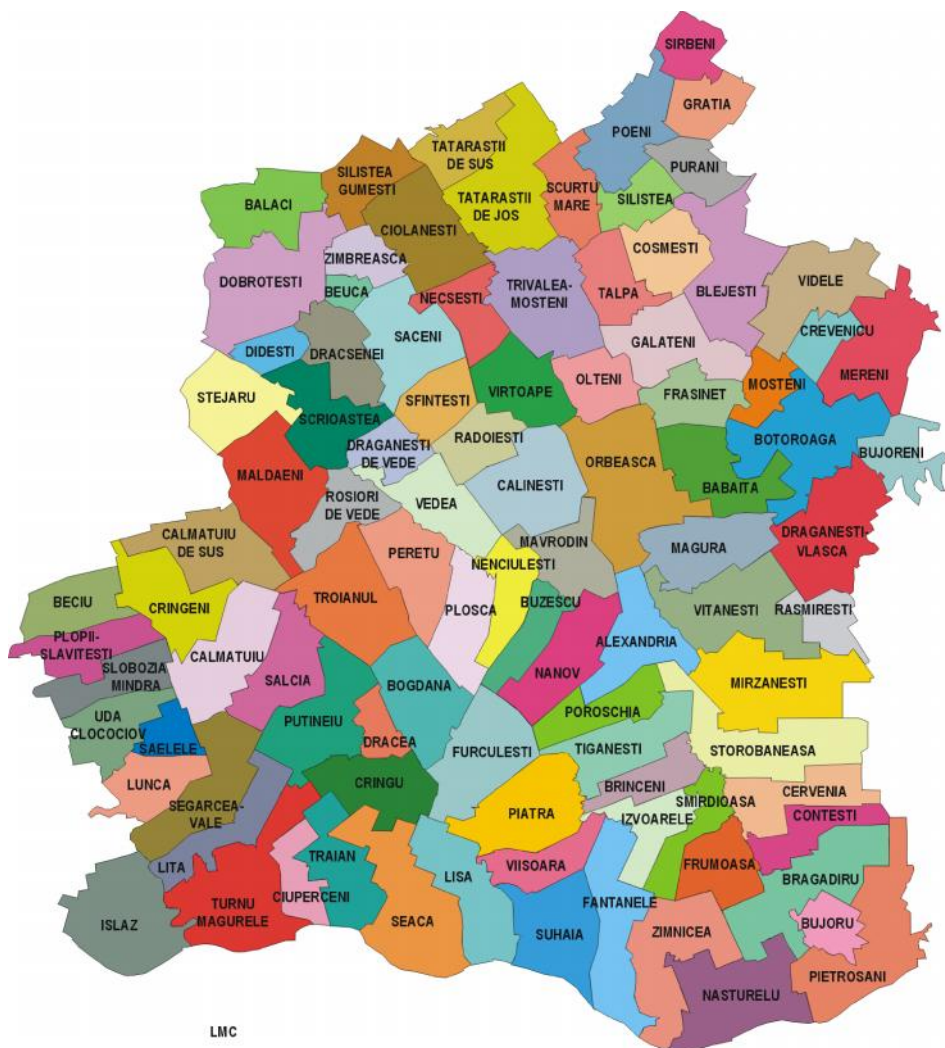 SIRBENI
GRATIA
POENI
TATARASTII
DE SUS
PURANI
SILISTEA
GUMESTI
SCURTU
MARE
SILISTEA
BALACI
TATARASTII
DE JOS
CIOLANESTI
COSMESTI
ZIMBREASCA
DOBROTESTI
VIDELE
BEUCA
NECSESTI
TRIVALEA-
MOSTENI
TALPA
BLEJESTI
CREVENICU
DIDESTI
DRACSENEI
SACENI
GALATENI
MERENI
MOSTENI
OLTENI
FRASINET
STEJARU
SFINTESTI
VIRTOAPE
SCRIOASTEA
DRAGANESTI
DE VEDE
RADOIESTI
BOTOROAGA
BUJORENI
ORBEASCA
MALDAENI
CALINESTI
BABAITA
ROSIORI
DE VEDE
VEDEA
DRAGANESTI-
VLASCA
CALMATUIU
DE SUS
PERETU
MAVRODIN
MAGURA
NENCIULESTI
BECIU
CRINGENI
TROIANUL
PLOSCA
BUZESCU
VITANESTI
RASMIRESTI
PLOPII-
SLAVITESTI
ALEXANDRIA
SLOBOZIA
MINDRA
CALMATUIU
SALCIA
BOGDANA
NANOV
MIRZANESTI
UDA
CLOCOCIOV
PUTINEIU
POROSCHIA
SAELELE
DRACEA
FURCULESTI
TIGANESTI
STOROBANEASA
LUNCA
CRINGU
BRINCENI
CERVENIA
SEGARCEA-
VALE
PIATRA
SMIRDIOASA
IZVOARELE
CONTESTI
TRAIAN
VIISOARA
FRUMOASA
LITA
LISA
BRAGADIRU
CIUPERCENI
TURNU
MAGURELE
FANTANELE
ISLAZ
SEACA
SUHAIA
ZIMNICEA
BUJORU
PIETROSANI
NASTURELU
LMC